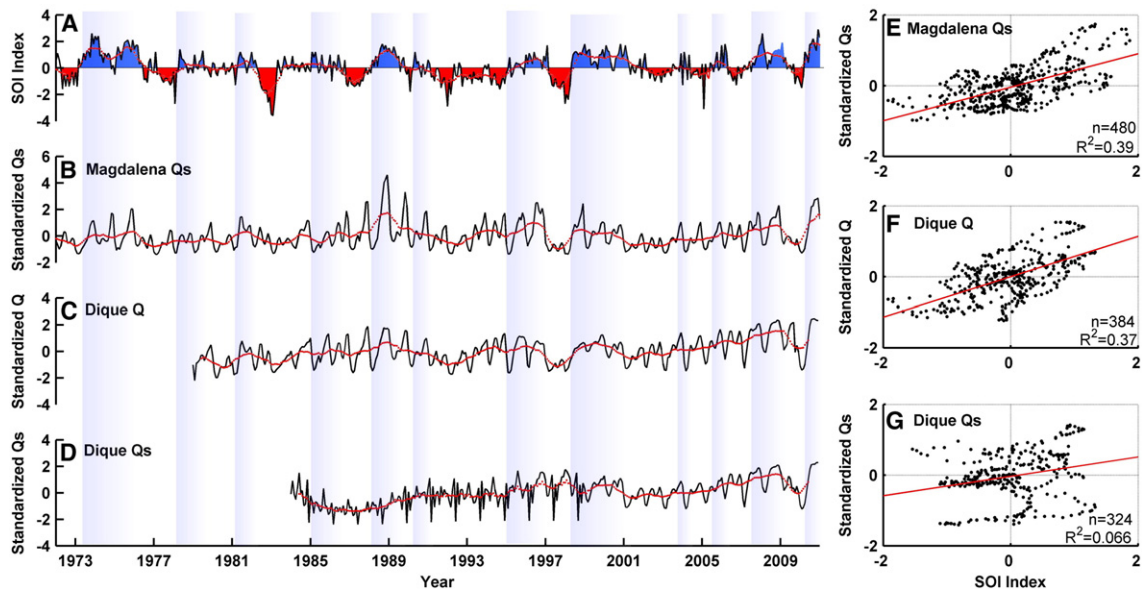 A
SOI Index
4
2
0
-2
-4
B
Magdalena Qs
Standardized Qs
6
4
2
0
-2
C
Dique Q
Standardized Q
4
2
0
-2
-4
D
Dique Qs
Standardized Qs
4
2
0
-2
-4
1973 1977 1981 1985 1989 1993 1997 2001 2005 2009
Year
E
Magdalena Qs
Standardized Qs
2
0
-2
-2 0 2
n=480
R²=0.39
F
Dique Q
Standardized Q
2
0
-2
-2 0 2
n=384
R²=0.37
G
Dique Qs
Standardized Qs
2
0
-2
-2 0 2
n=324
R²=0.066
SOI Index